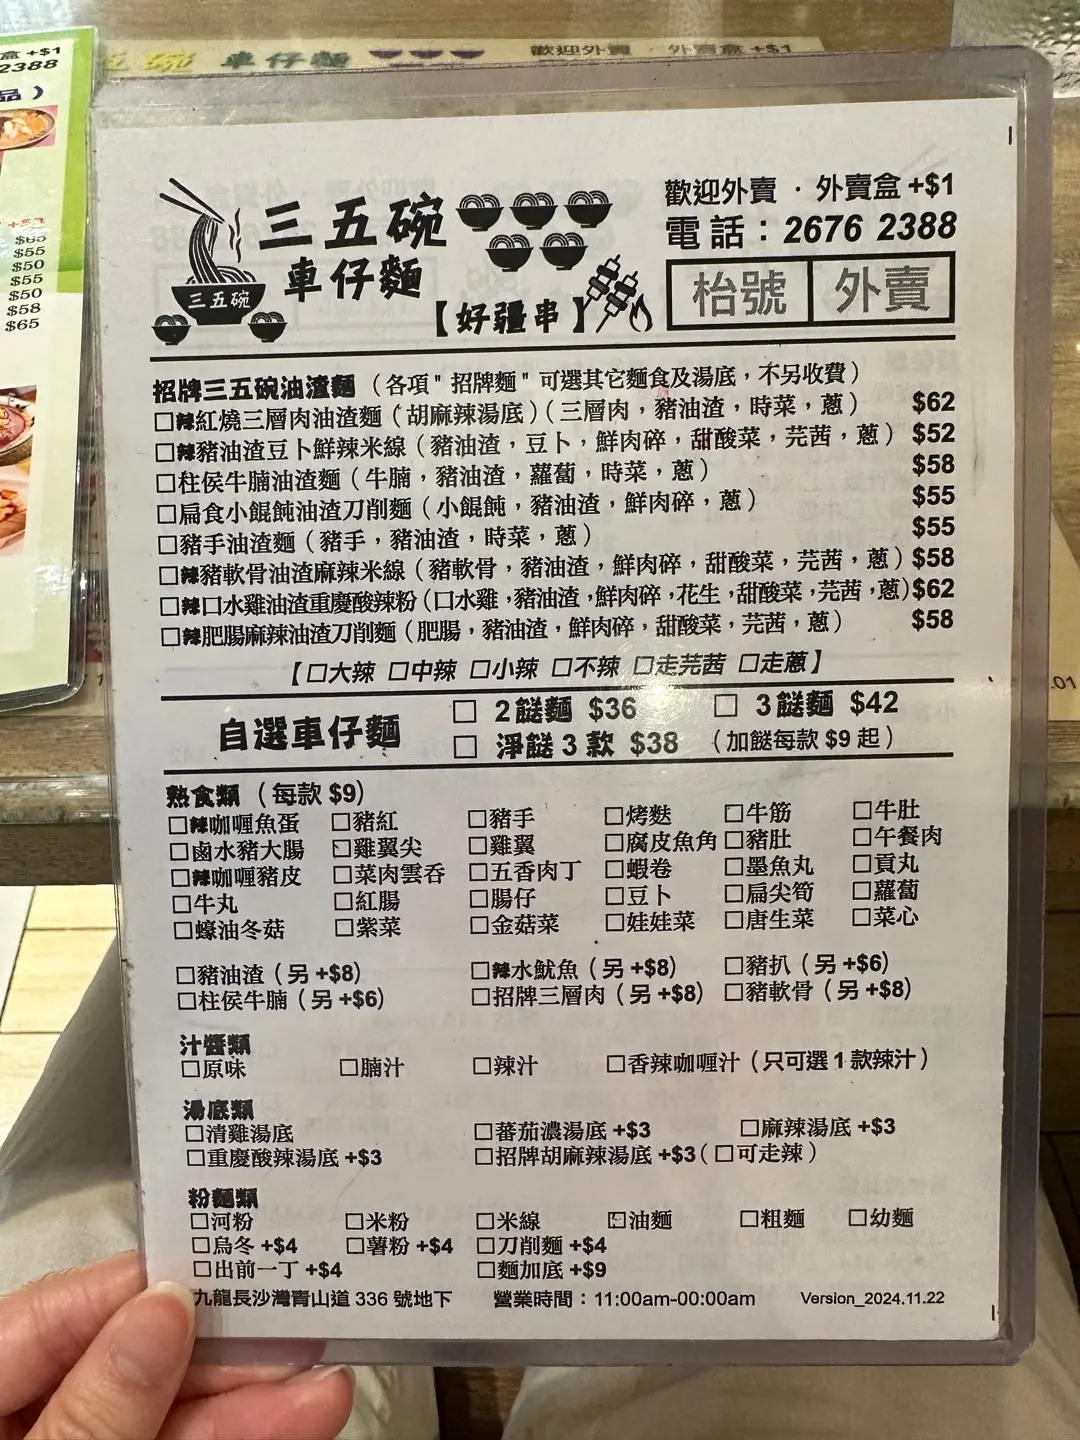 盒 +$1
2388
品）
+$1
$65
$55
$50
$55
$50
$58
$65
碗 車仔麵 歡迎外賣 · 外賣盒 +$1
三五碗
車仔麵
三五碗
【好疆串】
歡迎外賣 · 外賣盒 +$1
電話：2676 2388
枱號 外賣
招牌三五碗油渣麵（各項"招牌麵"可選其它麵食及湯底，不另收費）
□辣紅燒三層肉油渣麵（胡麻辣湯底）（三層肉，豬油渣，時菜，蔥） $62
□辣豬油渣豆卜鮮辣米線（豬油渣，豆卜，鮮肉碎，甜酸菜，芫茜，蔥） $52
□柱侯牛腩油渣麵（牛腩，豬油渣，蘿蔔，時菜，蔥） $58
□扁食小餛飩油渣刀削麵（小餛飩，豬油渣，鮮肉碎，蔥） $55
□豬手油渣麵（豬手，豬油渣，時菜，蔥） $55
□辣豬軟骨油渣麻辣米線（豬軟骨，豬油渣，鮮肉碎，甜酸菜，芫茜，蔥） $58
□辣口水雞油渣重慶酸辣粉（口水雞，豬油渣，鮮肉碎，花生，甜酸菜，芫茜，蔥） $62
□辣肥腸麻辣油渣刀削麵（肥腸，豬油渣，鮮肉碎，甜酸菜，芫茜，蔥） $58
【□大辣 □中辣 □小辣 □不辣 □走芫茜 □走蔥】
自選車仔麵
□ 2餸麵 $36 □ 3餸麵 $42
□ 淨餸3款 $38 （加餸每款 $9 起）
熟食類（每款 $9）
□辣咖喱魚蛋 □豬紅 □豬手 □烤麩 □牛筋 □牛肚
□鹵水豬大腸 □雞翼尖 □雞翼 □腐皮魚角 □豬肚 □午餐肉
□辣咖喱豬皮 □菜肉雲吞 □五香肉丁 □蝦卷 □墨魚丸 □貢丸
□牛丸 □紅腸 □腸仔 □豆卜 □扁尖筍 □蘿蔔
□蠔油冬菇 □紫菜 □金菇菜 □娃娃菜 □唐生菜 □菜心
□豬油渣（另 +$8） □辣水魷魚（另 +$8） □豬扒（另 +$6）
□柱侯牛腩（另 +$6） □招牌三層肉（另 +$8） □豬軟骨（另 +$8）
汁醬類
□原味 □腩汁 □辣汁 □香辣咖喱汁（只可選 1 款辣汁）
湯底類
□清雞湯底 □蕃茄濃湯底 +$3 □麻辣湯底 +$3
□重慶酸辣湯底 +$3 □招牌胡麻辣湯底 +$3（□可走辣）
粉麵類
□河粉 □米粉 □米線 □油麵 □粗麵 □幼麵
□烏冬 +$4 □薯粉 +$4 □刀削麵 +$4
□出前一丁 +$4 □麵加底 +$9
九龍長沙灣青山道 336 號地下 營業時間：11:00am-00:00am Version_2024.11.22
.01